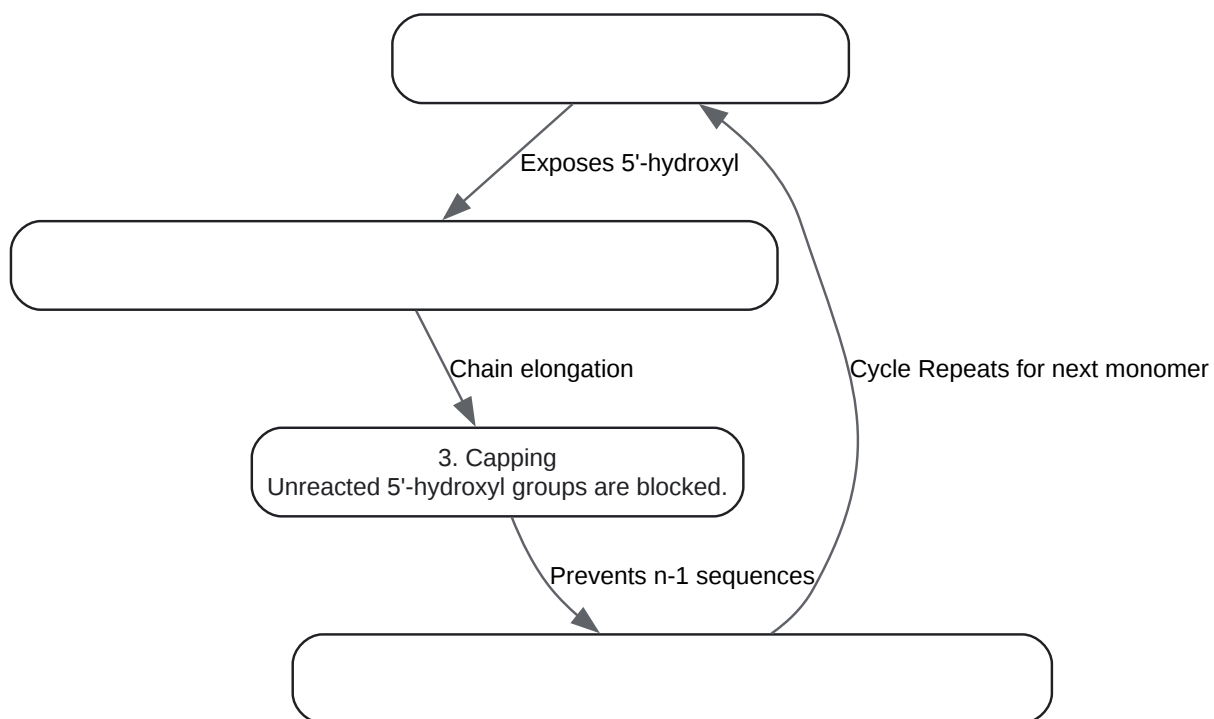 Exposes 5'-hydroxyl
Chain elongation
Cycle Repeats for next monomer
3. Capping
Unreacted 5'-hydroxyl groups are blocked.
Prevents n-1 sequences